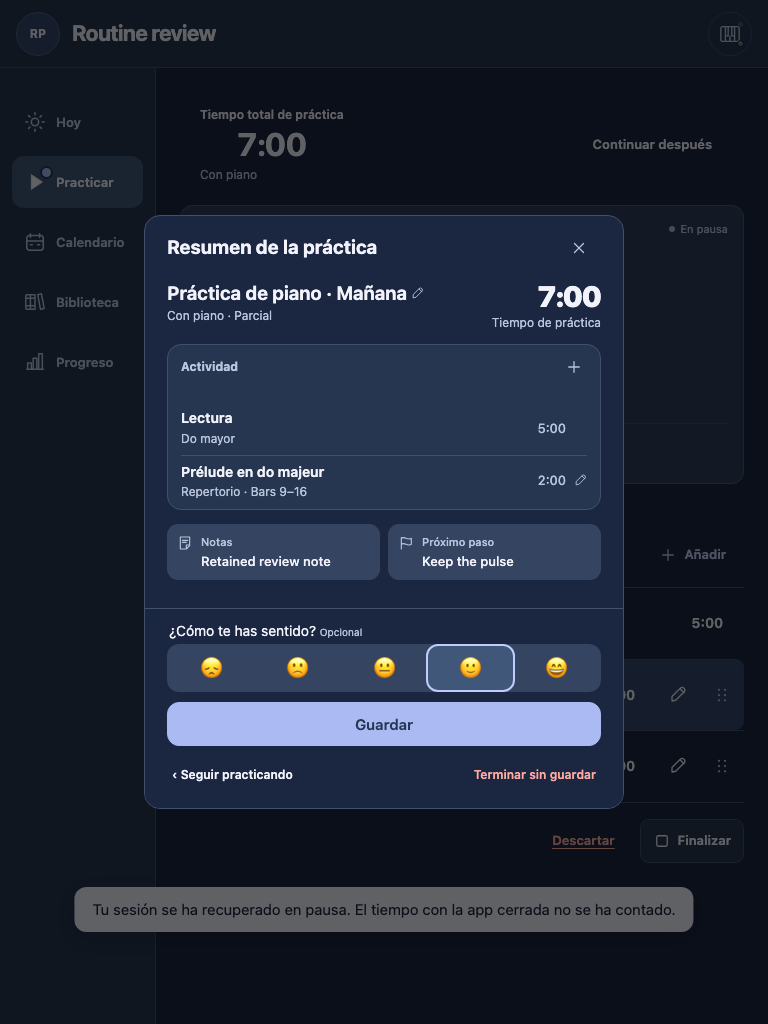 RP
Routine review
Hoy
Practicar
Calendario
Biblioteca
Progreso
Tiempo total de práctica
7:00
Con piano
Continuar después
En pausa
Resumen de la práctica
Práctica de piano · Mañana
Con piano · Parcial
7:00
Tiempo de práctica
Actividad
Lectura
Do mayor
5:00
Prélude en do majeur
Repertorio · Bars 9–16
2:00
Notas
Retained review note
Próximo paso
Keep the pulse
¿Cómo te has sentido? Opcional
Guardar
‹ Seguir practicando
Terminar sin guardar
Añadir
5:00
Descartar
Finalizar
Tu sesión se ha recuperado en pausa. El tiempo con la app cerrada no se ha contado.